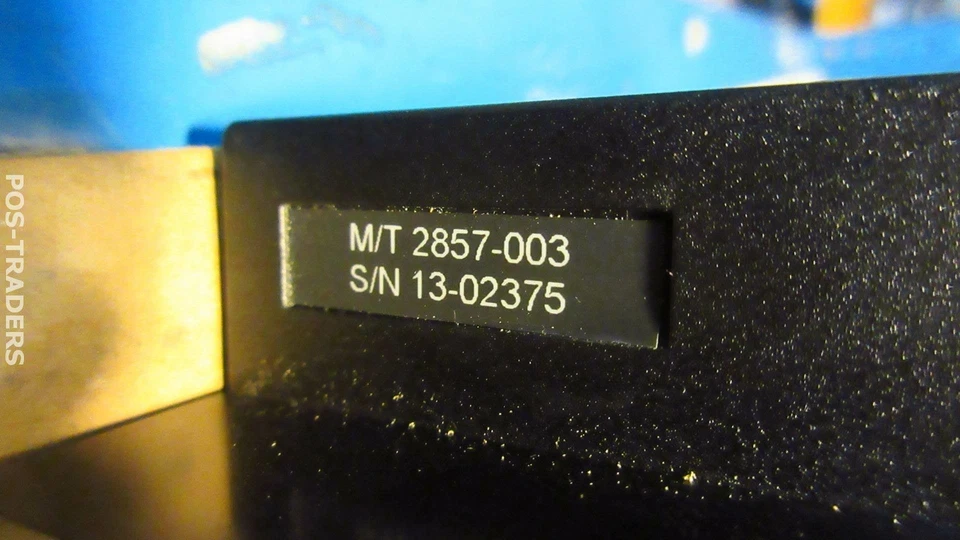 POS-TRADERS
M/T 2857-003
S/N 13-02375